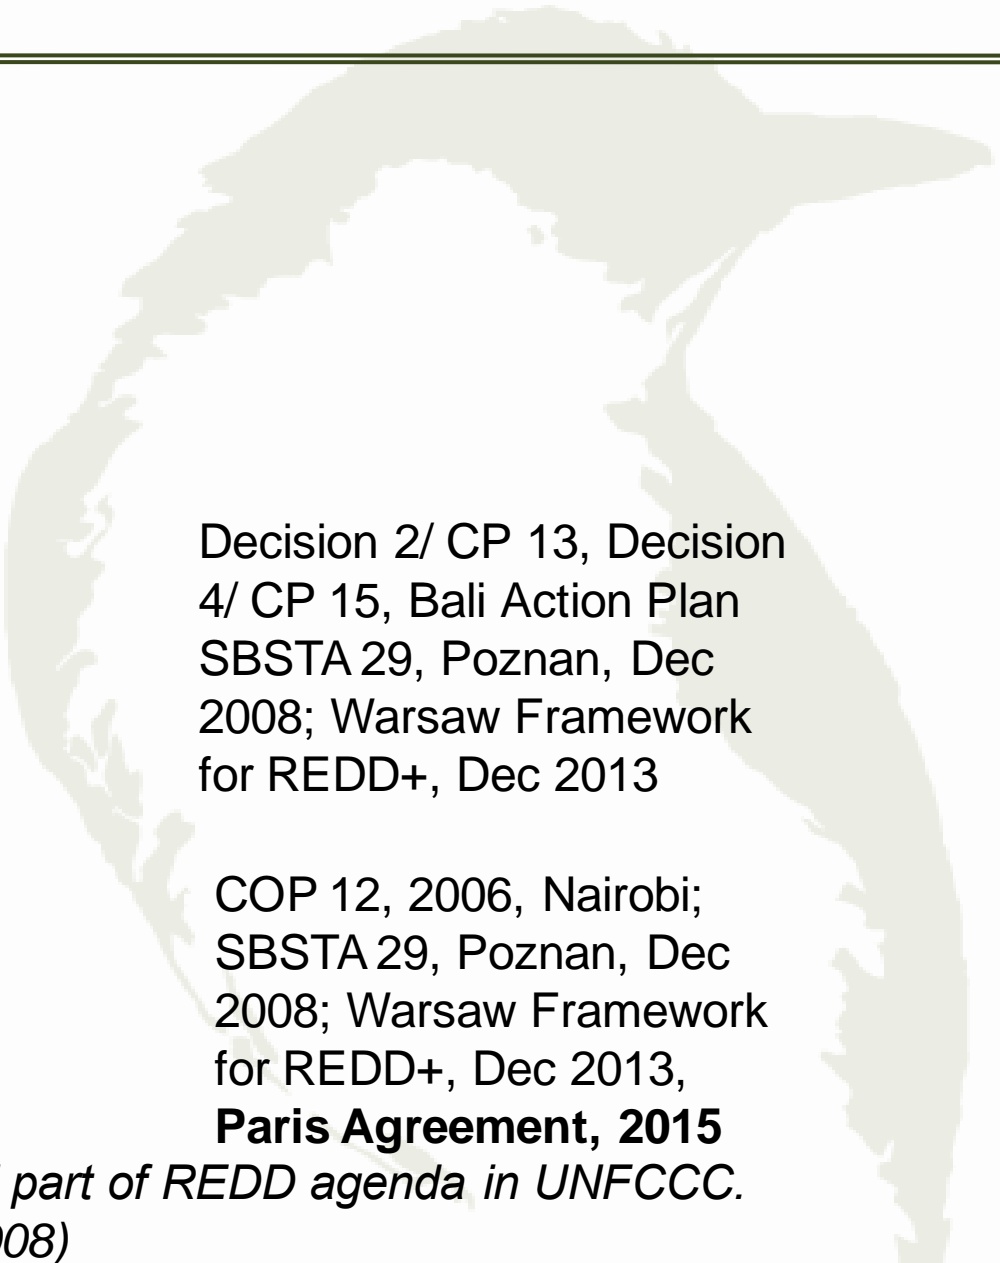 Decision 2/ CP 13, Decision
4/ CP 15, Bali Action Plan
SBSTA 29, Poznan, Dec
2008; Warsaw Framework
for REDD+, Dec 2013
COP 12, 2006, Nairobi;
SBSTA 29, Poznan, Dec
2008; Warsaw Framework
for REDD+, Dec 2013,
Paris Agreement, 2015
part of REDD agenda in UNFCCC.
08)